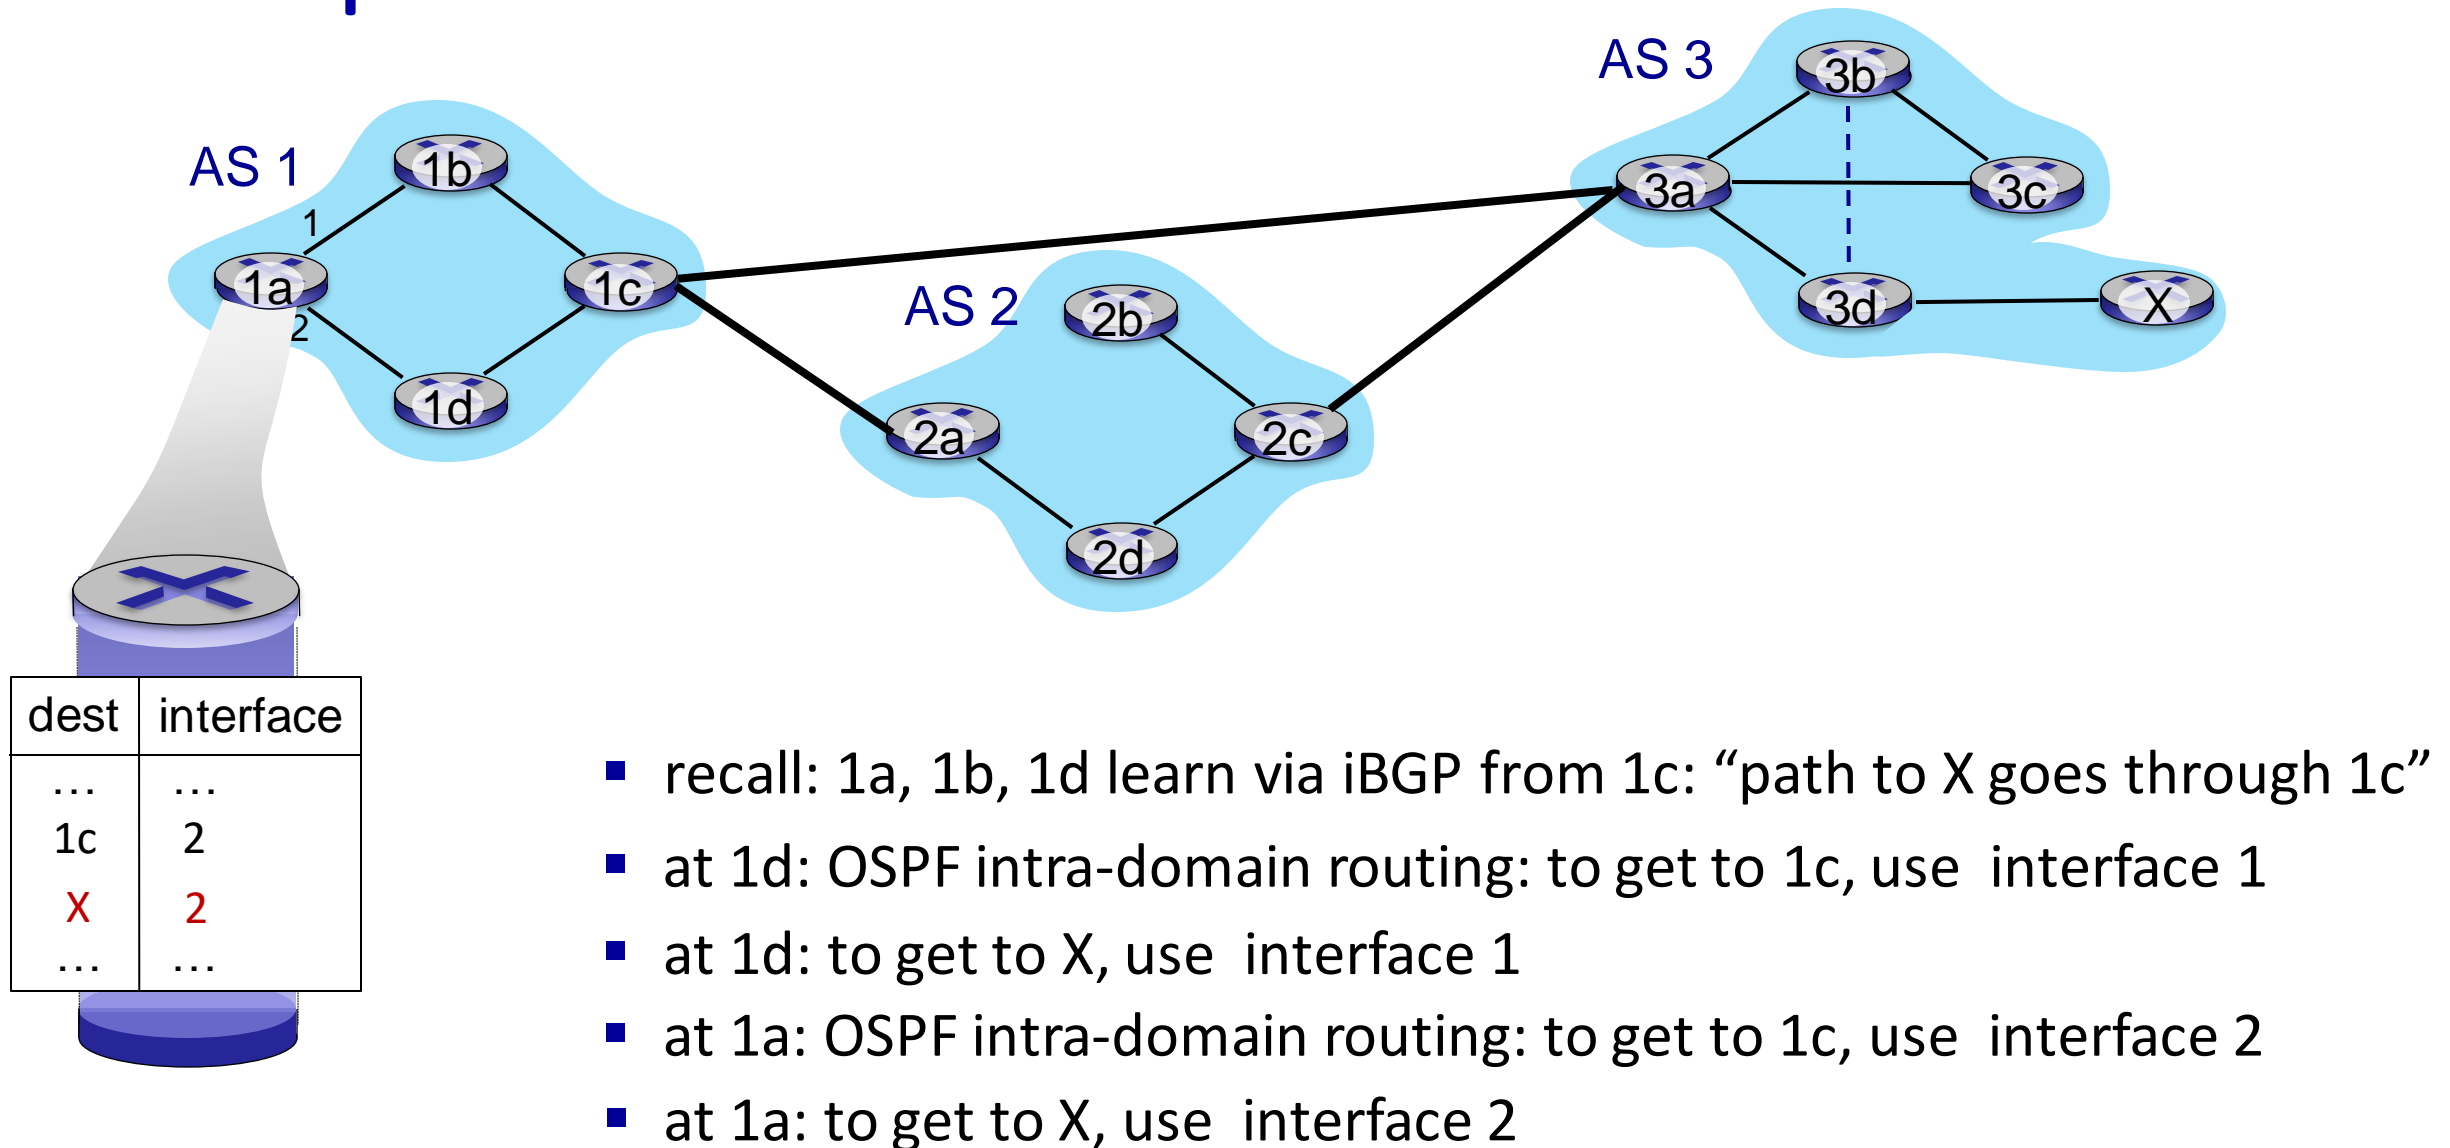 AS 3
3b
AS 1
1b
3a
3c
1
1a
1c
AS 2
2b
3d
X
2
1d
2a
2c
2d
dest interface
... ...
1c 2
X 2
... ...
▪ recall: 1a, 1b, 1d learn via iBGP from 1c: “path to X goes through 1c”
▪ at 1d: OSPF intra-domain routing: to get to 1c, use interface 1
▪ at 1d: to get to X, use interface 1
▪ at 1a: OSPF intra-domain routing: to get to 1c, use interface 2
▪ at 1a: to get to X, use interface 2